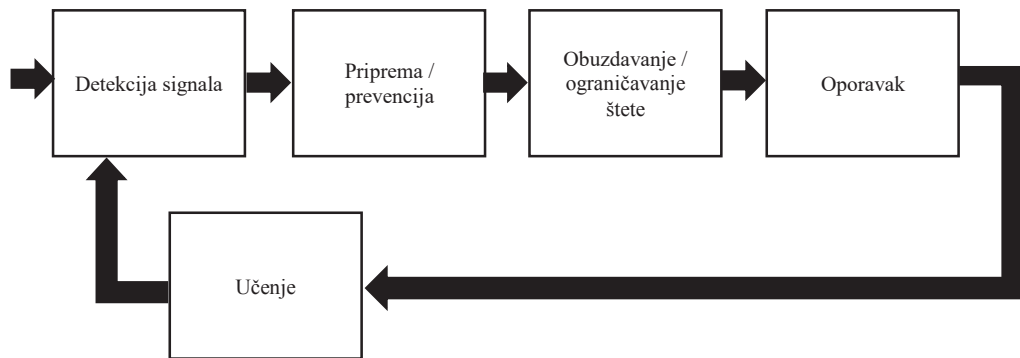 Detekcija signala
Priprema /
prevencija
Obuzdavanje /
ograničavanje
štete
Oporavak
Učenje